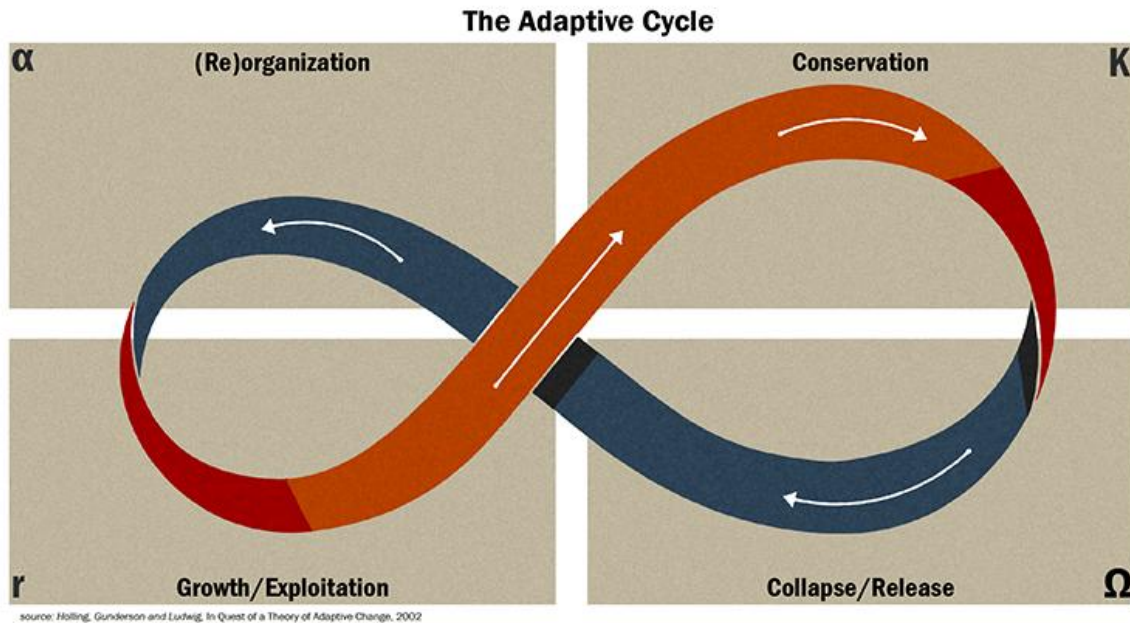 The Adaptive Cycle
α
(Re)organization
Conservation
K
r
Growth/Exploitation
Collapse/Release
Ω
source: Holling, Gunderson and Ludwig, In Quest of a Theory of Adaptive Change, 2002